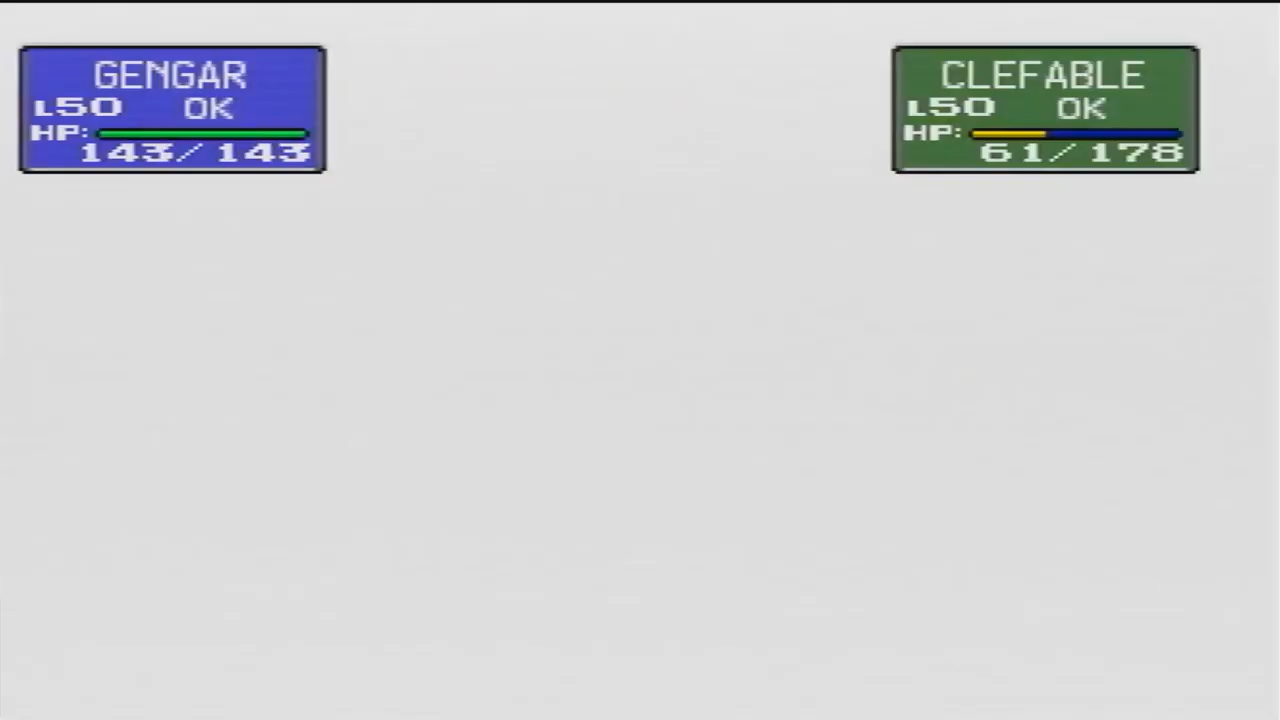 GENGAR
L50 OK
HP:
143/143
CLEFABLE
L50 OK
HP:
61/178